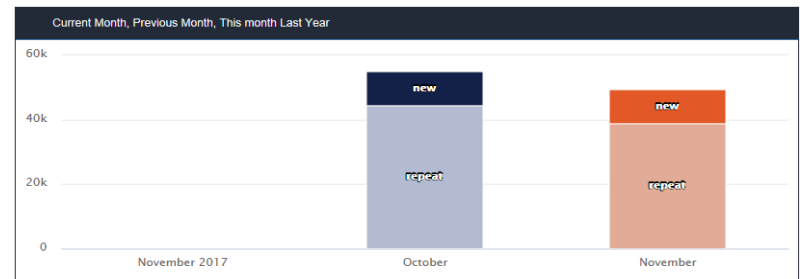 Current Month, Previous Month, This month Last Year
60k
40k
20k
0
new
repeat
new
repeat
November 2017
October
November